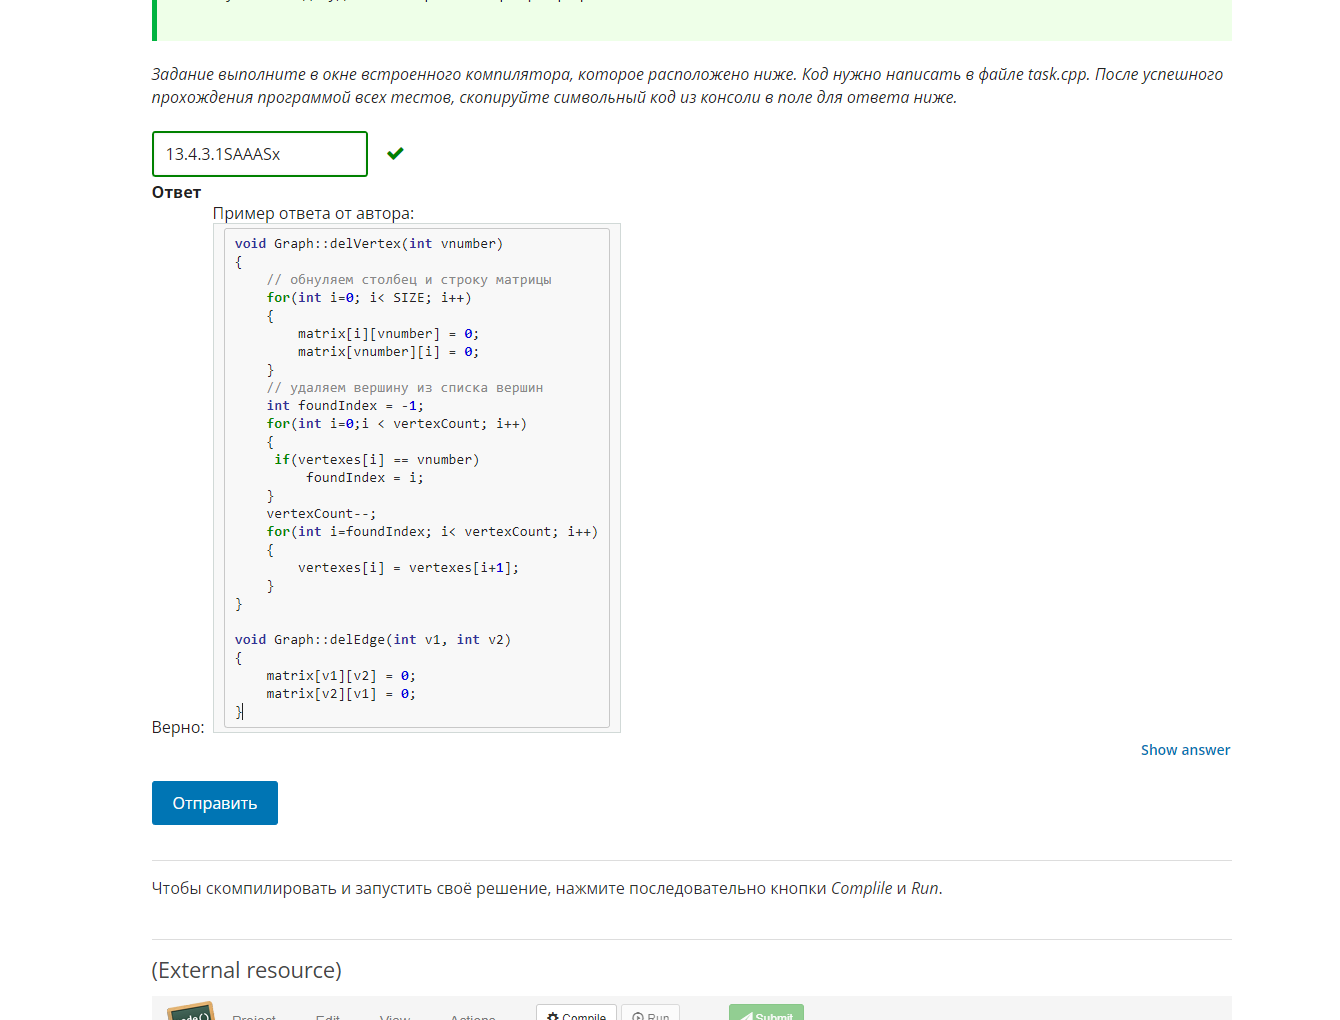 Задание выполните в окне встроенного компилятора, которое расположено ниже. Код нужно написать в файле task.cpp. После успешного
прохождения программой всех тестов, скопируйте символьный код из консоли в поле для ответа ниже.
13.4.3.1SAAASx
Ответ
Пример ответа от автора:
void Graph::delVertex(int vnumber)
{
    // обнуляем столбец и строку матрицы
    for(int i=0; i< SIZE; i++)
    {
        matrix[i][vnumber] = 0;
        matrix[vnumber][i] = 0;
    }
    // удаляем вершину из списка вершин
    int foundIndex = -1;
    for(int i=0;i < vertexCount; i++)
    {
     if(vertexes[i] == vnumber)
         foundIndex = i;
    }
    vertexCount--;
    for(int i=foundIndex; i< vertexCount; i++)
    {
        vertexes[i] = vertexes[i+1];
    }
}
void Graph::delEdge(int v1, int v2)
{
    matrix[v1][v2] = 0;
    matrix[v2][v1] = 0;
}
Верно:
Show answer
Отправить
Чтобы скомпилировать и запустить своё решение, нажмите последовательно кнопки Complile и Run.
(External resource)
Project Edit View Actions Compile Run Submit